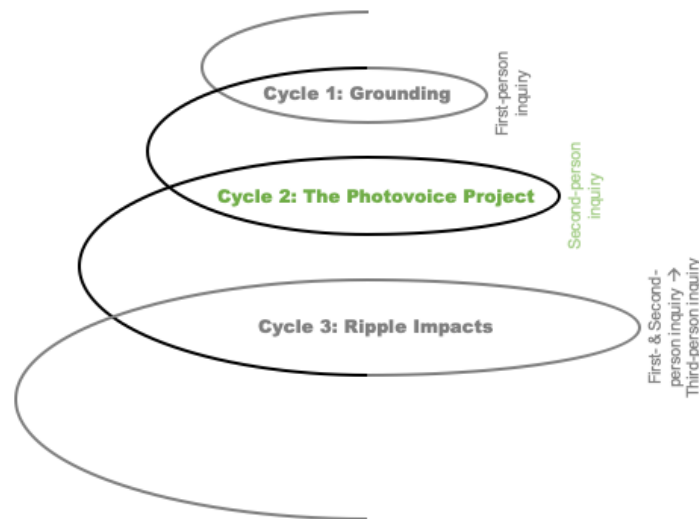 Cycle 1: Grounding
First-person
inquiry
Cycle 2: The Photovoice Project
Second-person
inquiry
Cycle 3: Ripple Impacts
First- & Second-
person inquiry →
Third-person inquiry